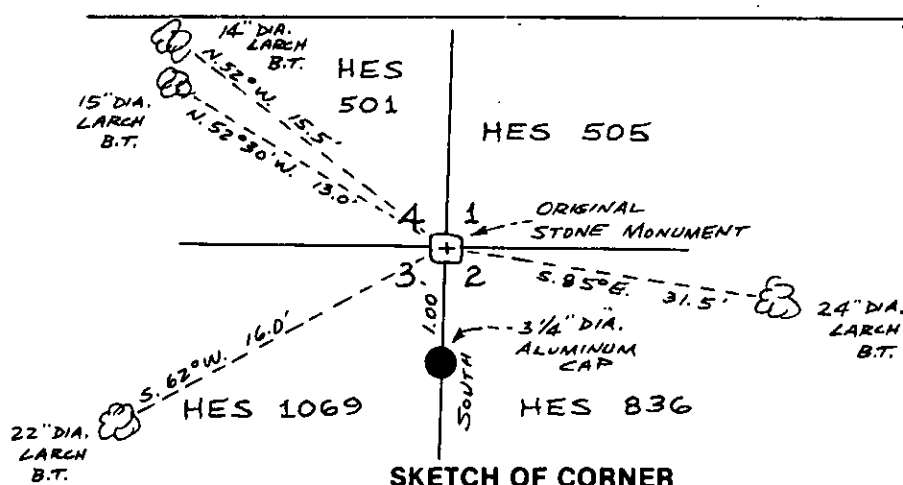 14" DIA.
LARCH
B.T.
N. 52° W. 15.5'
HES
501
15" DIA.
LARCH
B.T.
N. 52° 30' W. 13.0'
HES 505
4 1
3 2
ORIGINAL
STONE MONUMENT
S. 85° E. 31.5'
24" DIA.
LARCH
B.T.
1.00
SOUTH
3 1/4" DIA.
ALUMINUM
CAP
S. 62° W. 16.0'
22" DIA.
LARCH
B.T.
HES 1069
HES 836
SKETCH OF CORNER